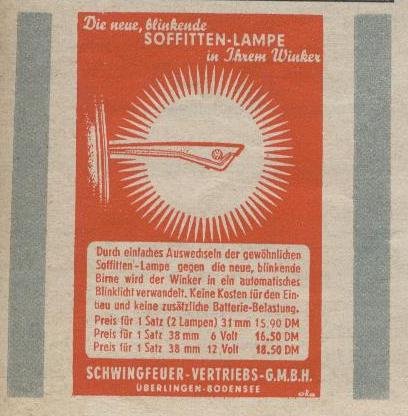 Die neue, blinkende
SOFFITTEN-LAMPE
in Ihrem Winker
Durch einfaches Auswechseln der gewöhnlichen
Soffitten-Lampe gegen die neue, blinkende
Birne wird der Winker in ein automatisches
Blinklicht verwandelt. Keine Kosten für den Ein-
bau und keine zusätzliche Batterie-Belastung.
Preis für 1 Satz (2 Lampen) 31 mm 15.90 DM
Preis für 1 Satz 38 mm 6 Volt 16.50 DM
Preis für 1 Satz 38 mm 12 Volt 18.50 DM
SCHWINGFEUER-VERTRIEBS-G.M.B.H.
ÜBERLINGEN-BODENSEE